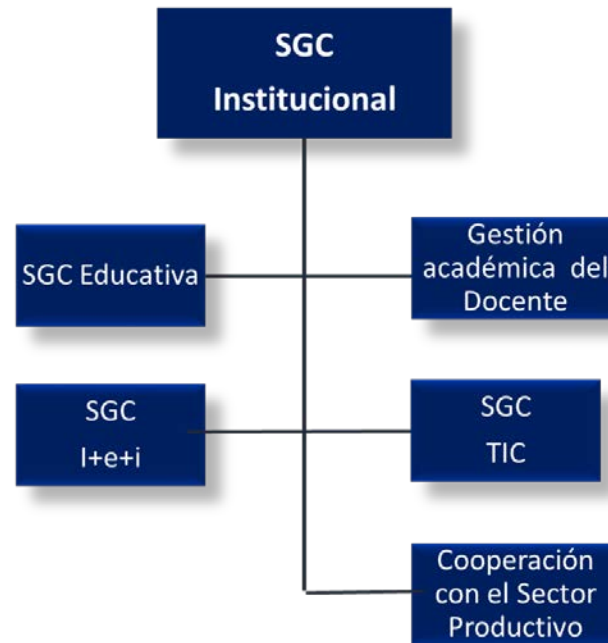 SGC
Institucional
SGC Educativa
Gestión
académica del
Docente
SGC
I+e+i
SGC
TIC
Cooperación
con el Sector
Productivo